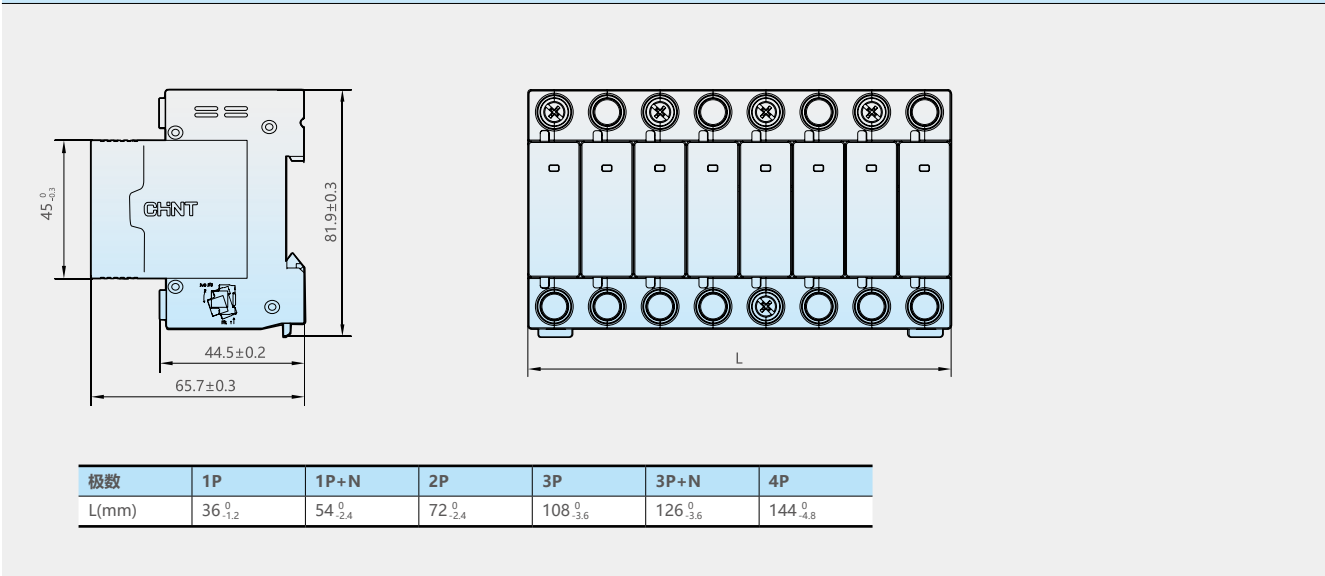 CHNT
45 0 -0.3
81.9±0.3
44.5±0.2
65.7±0.3
L
极数 1P 1P+N 2P 3P 3P+N 4P
L(mm) 36 0 -1.2 54 0 -2.4 72 0 -2.4 108 0 -3.6 126 0 -3.6 144 0 -4.8